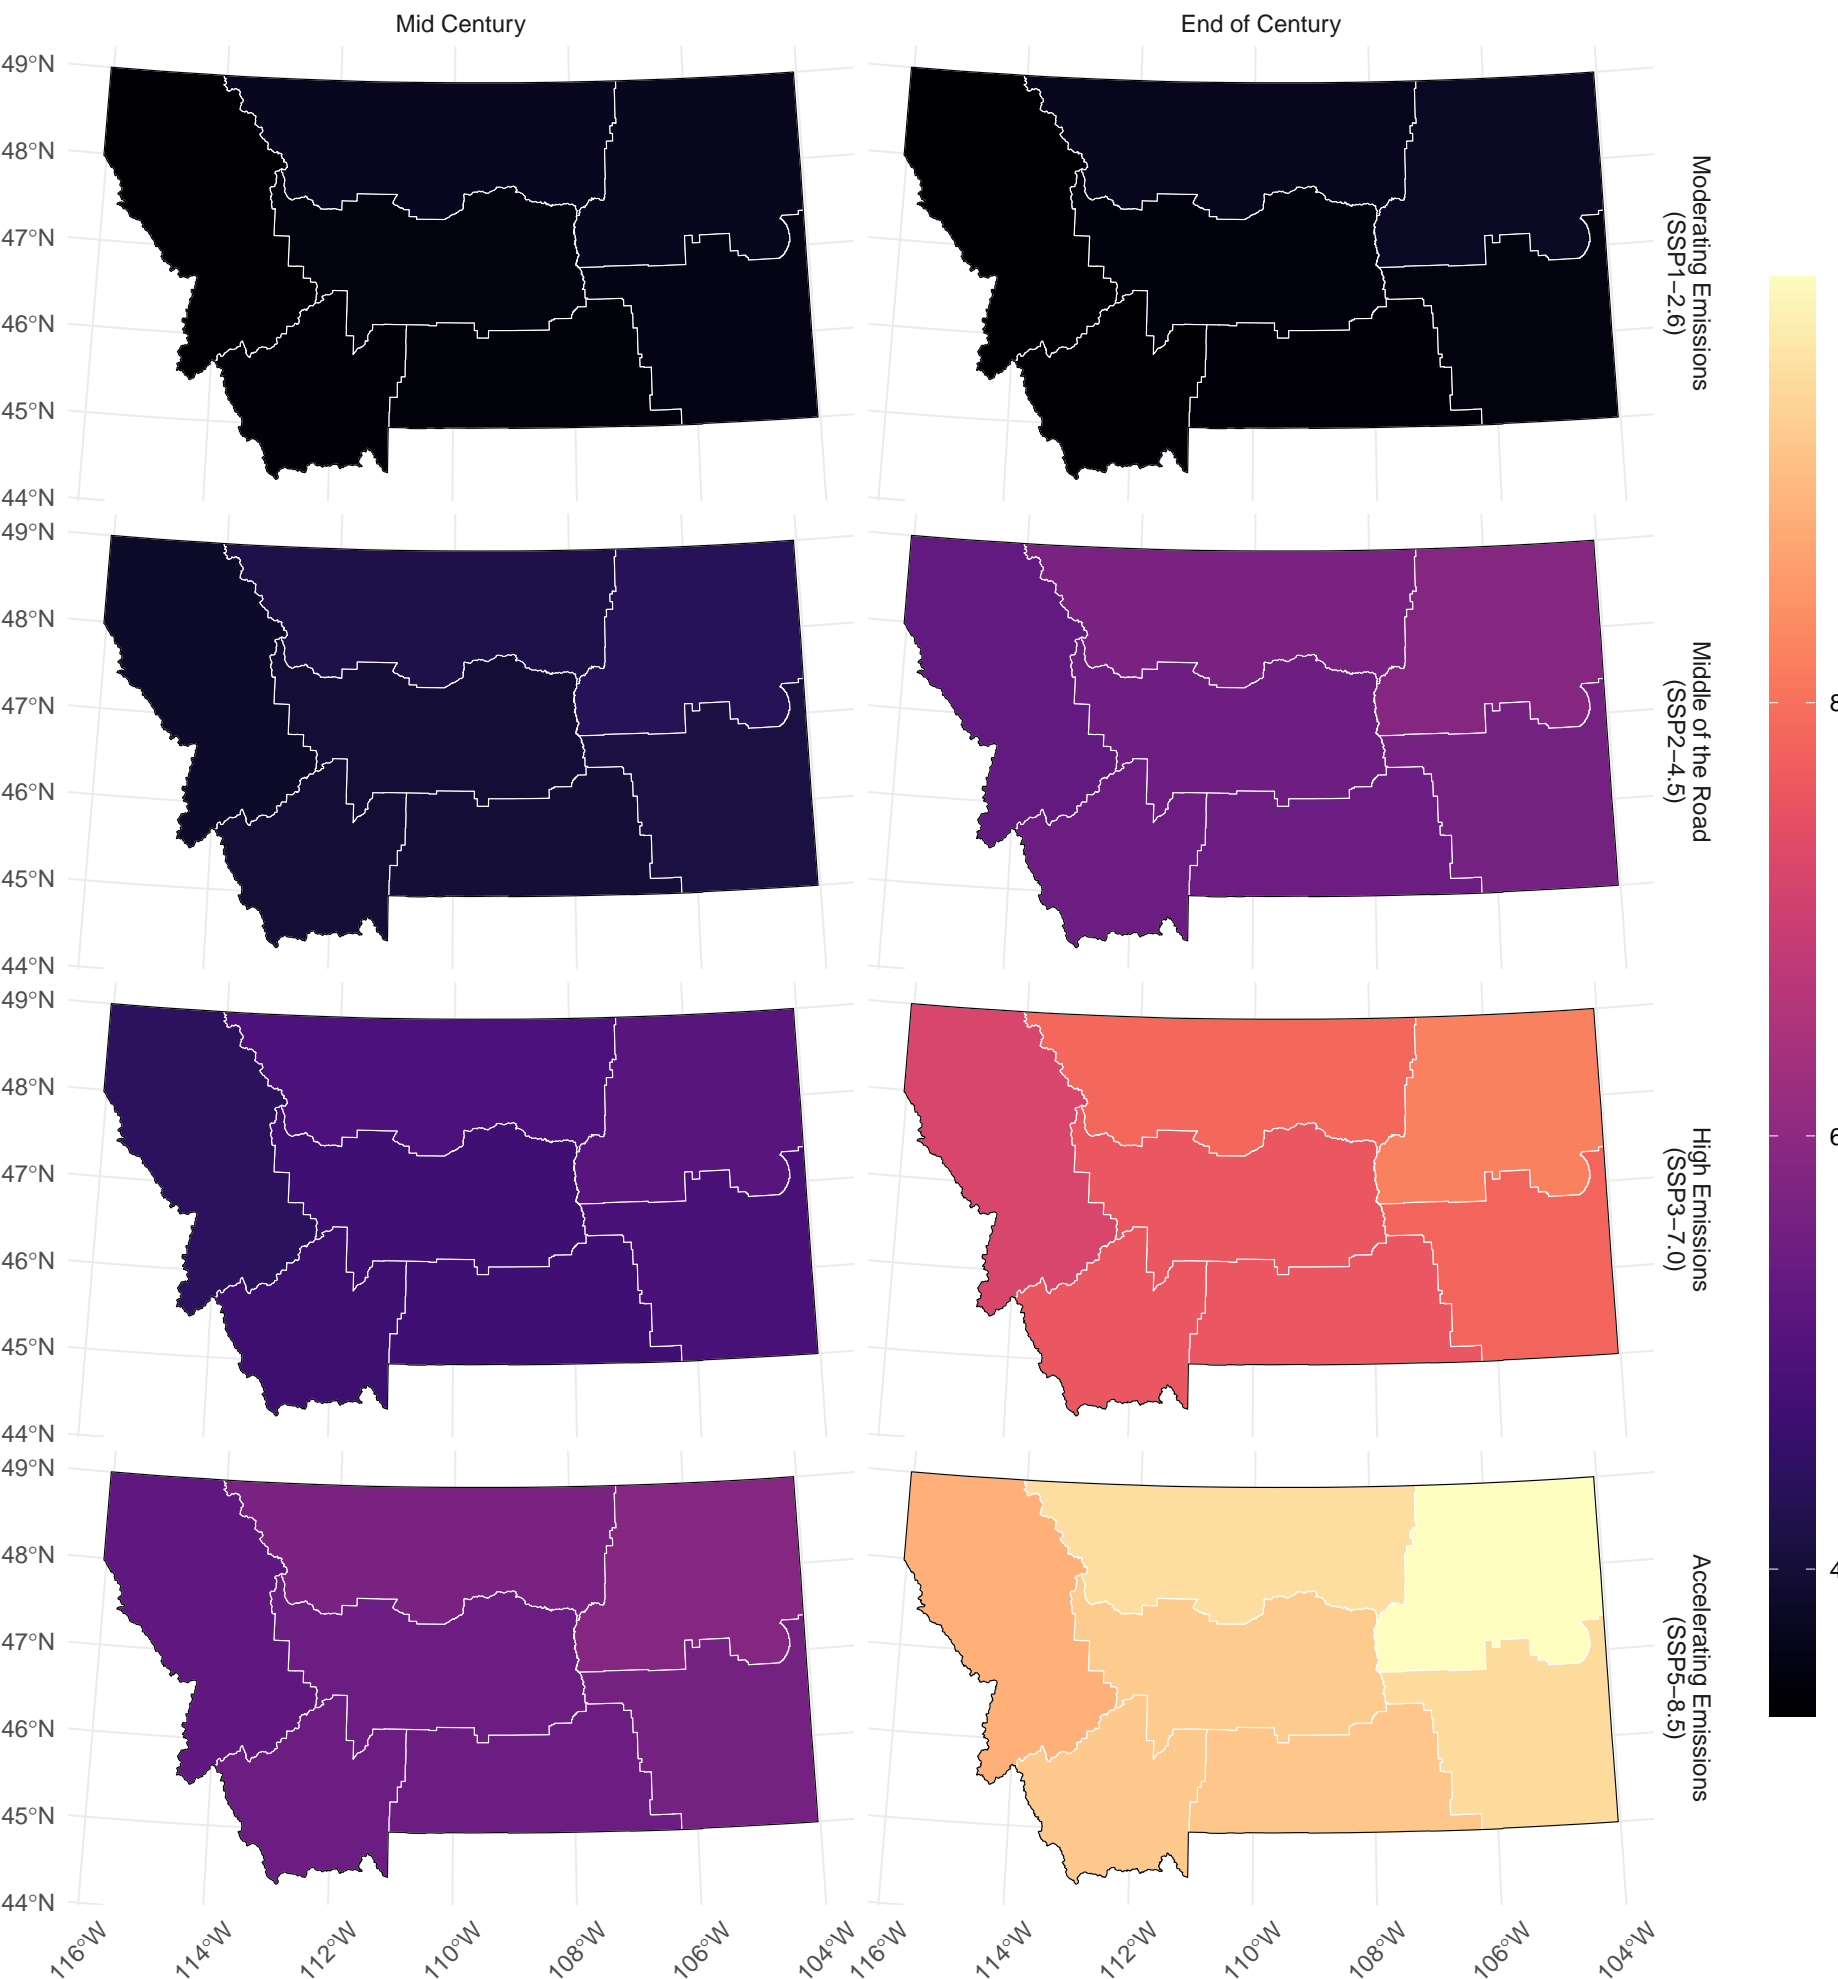 Mid Century
End of Century
49°N
48°N
47°N
46°N
45°N
44°N
Moderating Emissions
(SSP1−2.6)
49°N
48°N
47°N
46°N
45°N
44°N
Middle of the Road
(SSP2−4.5)
49°N
48°N
47°N
46°N
45°N
44°N
High Emissions
(SSP3−7.0)
49°N
48°N
47°N
46°N
45°N
44°N
Accelerating Emissions
(SSP5−8.5)
116°W
114°W
112°W
110°W
108°W
106°W
104°W
116°W
114°W
112°W
110°W
108°W
106°W
104°W
8
6
4